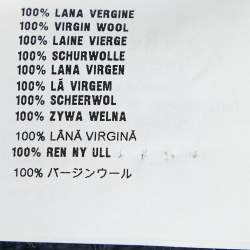 100% LANA VERGINE
100% VIRGIN WOOL
100% LAINE VIERGE
100% SCHURWOLLE
100% LANA VIRGEN
100% LÃ VIRGEM
100% SCHEERWOL
100% ZYWA WELNA
100% LÂNĂ VIRGINĂ
100% REN NY ULL
100% バージンウール